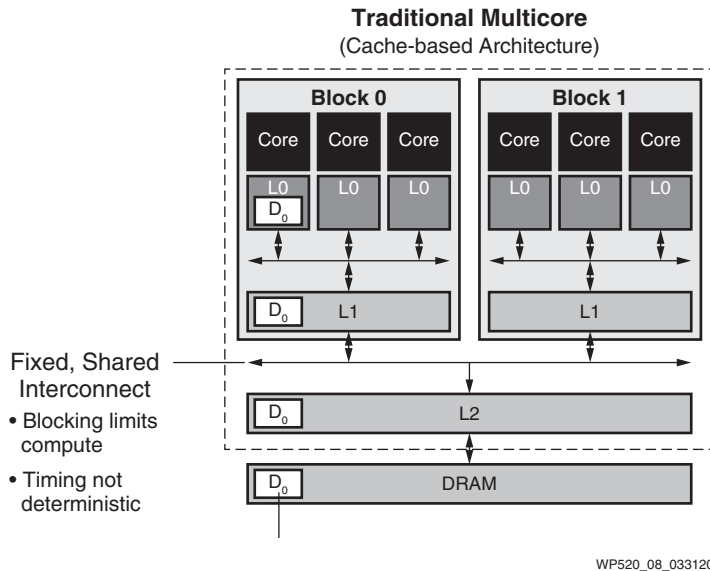 Traditional Multicore
(Cache-based Architecture)
Block 0
Block 1
Core Core Core
Core Core Core
L0 L0 L0
L0 L0 L0
D0
D0 L1
L1
Fixed, Shared
Interconnect
• Blocking limits
compute
• Timing not
deterministic
D0 L2
D0 DRAM
WP520_08_033120